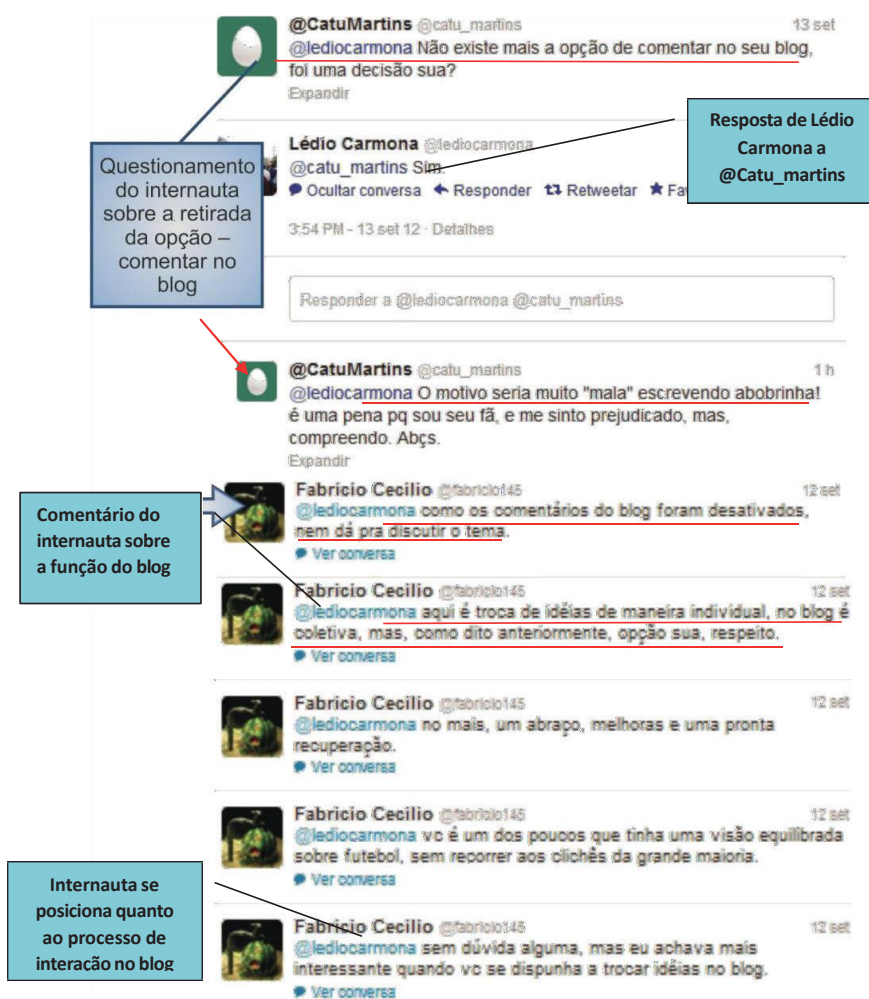 @CatuMartins @catu_martins 13 set
@lediocarmona Não existe mais a opção de comentar no seu blog,
foi uma decisão sua?
Expandir
Resposta de Lédio
Carmona a
@Catu_martins
Lédio Carmona @lediocarmona
@catu_martins Sim.
Ocultar conversa Responder Retweetar
3:54 PM - 13 set 12 · Detalhes
Questionamento
do internauta
sobre a retirada
da opção –
comentar no
blog
Responder a @lediocarmona @catu_martins
@CatuMartins @catu_martins 1 h
@lediocarmona O motivo seria muito "mala" escrevendo abobrinha!
é uma pena pq sou seu fã, e me sinto prejudicado, mas,
compreendo. Abçs.
Expandir
Fabricio Cecilio @fabricio145 12 set
@lediocarmona como os comentários do blog foram desativados,
nem dá pra discutir o tema.
Ver conversa
Comentário do
internauta sobre
a função do blog
Fabricio Cecilio @fabricio145 12 set
@lediocarmona aqui é troca de idéias de maneira individual, no blog é
coletiva, mas, como dito anteriormente, opção sua, respeito.
Ver conversa
Fabricio Cecilio @fabricio145 12 set
@lediocarmona no mais, um abraço, melhoras e uma pronta
recuperação.
Ver conversa
Fabricio Cecilio @fabricio145 12 set
@lediocarmona vc é um dos poucos que tinha uma visão equilibrada
sobre futebol, sem recorrer aos clichês da grande maioria.
Ver conversa
Internauta se
posiciona quanto
ao processo de
interação no blog
Fabricio Cecilio @fabricio145 12 set
@lediocarmona sem dúvida alguma, mas eu achava mais
interessante quando vc se dispunha a trocar idéias no blog.
Ver conversa